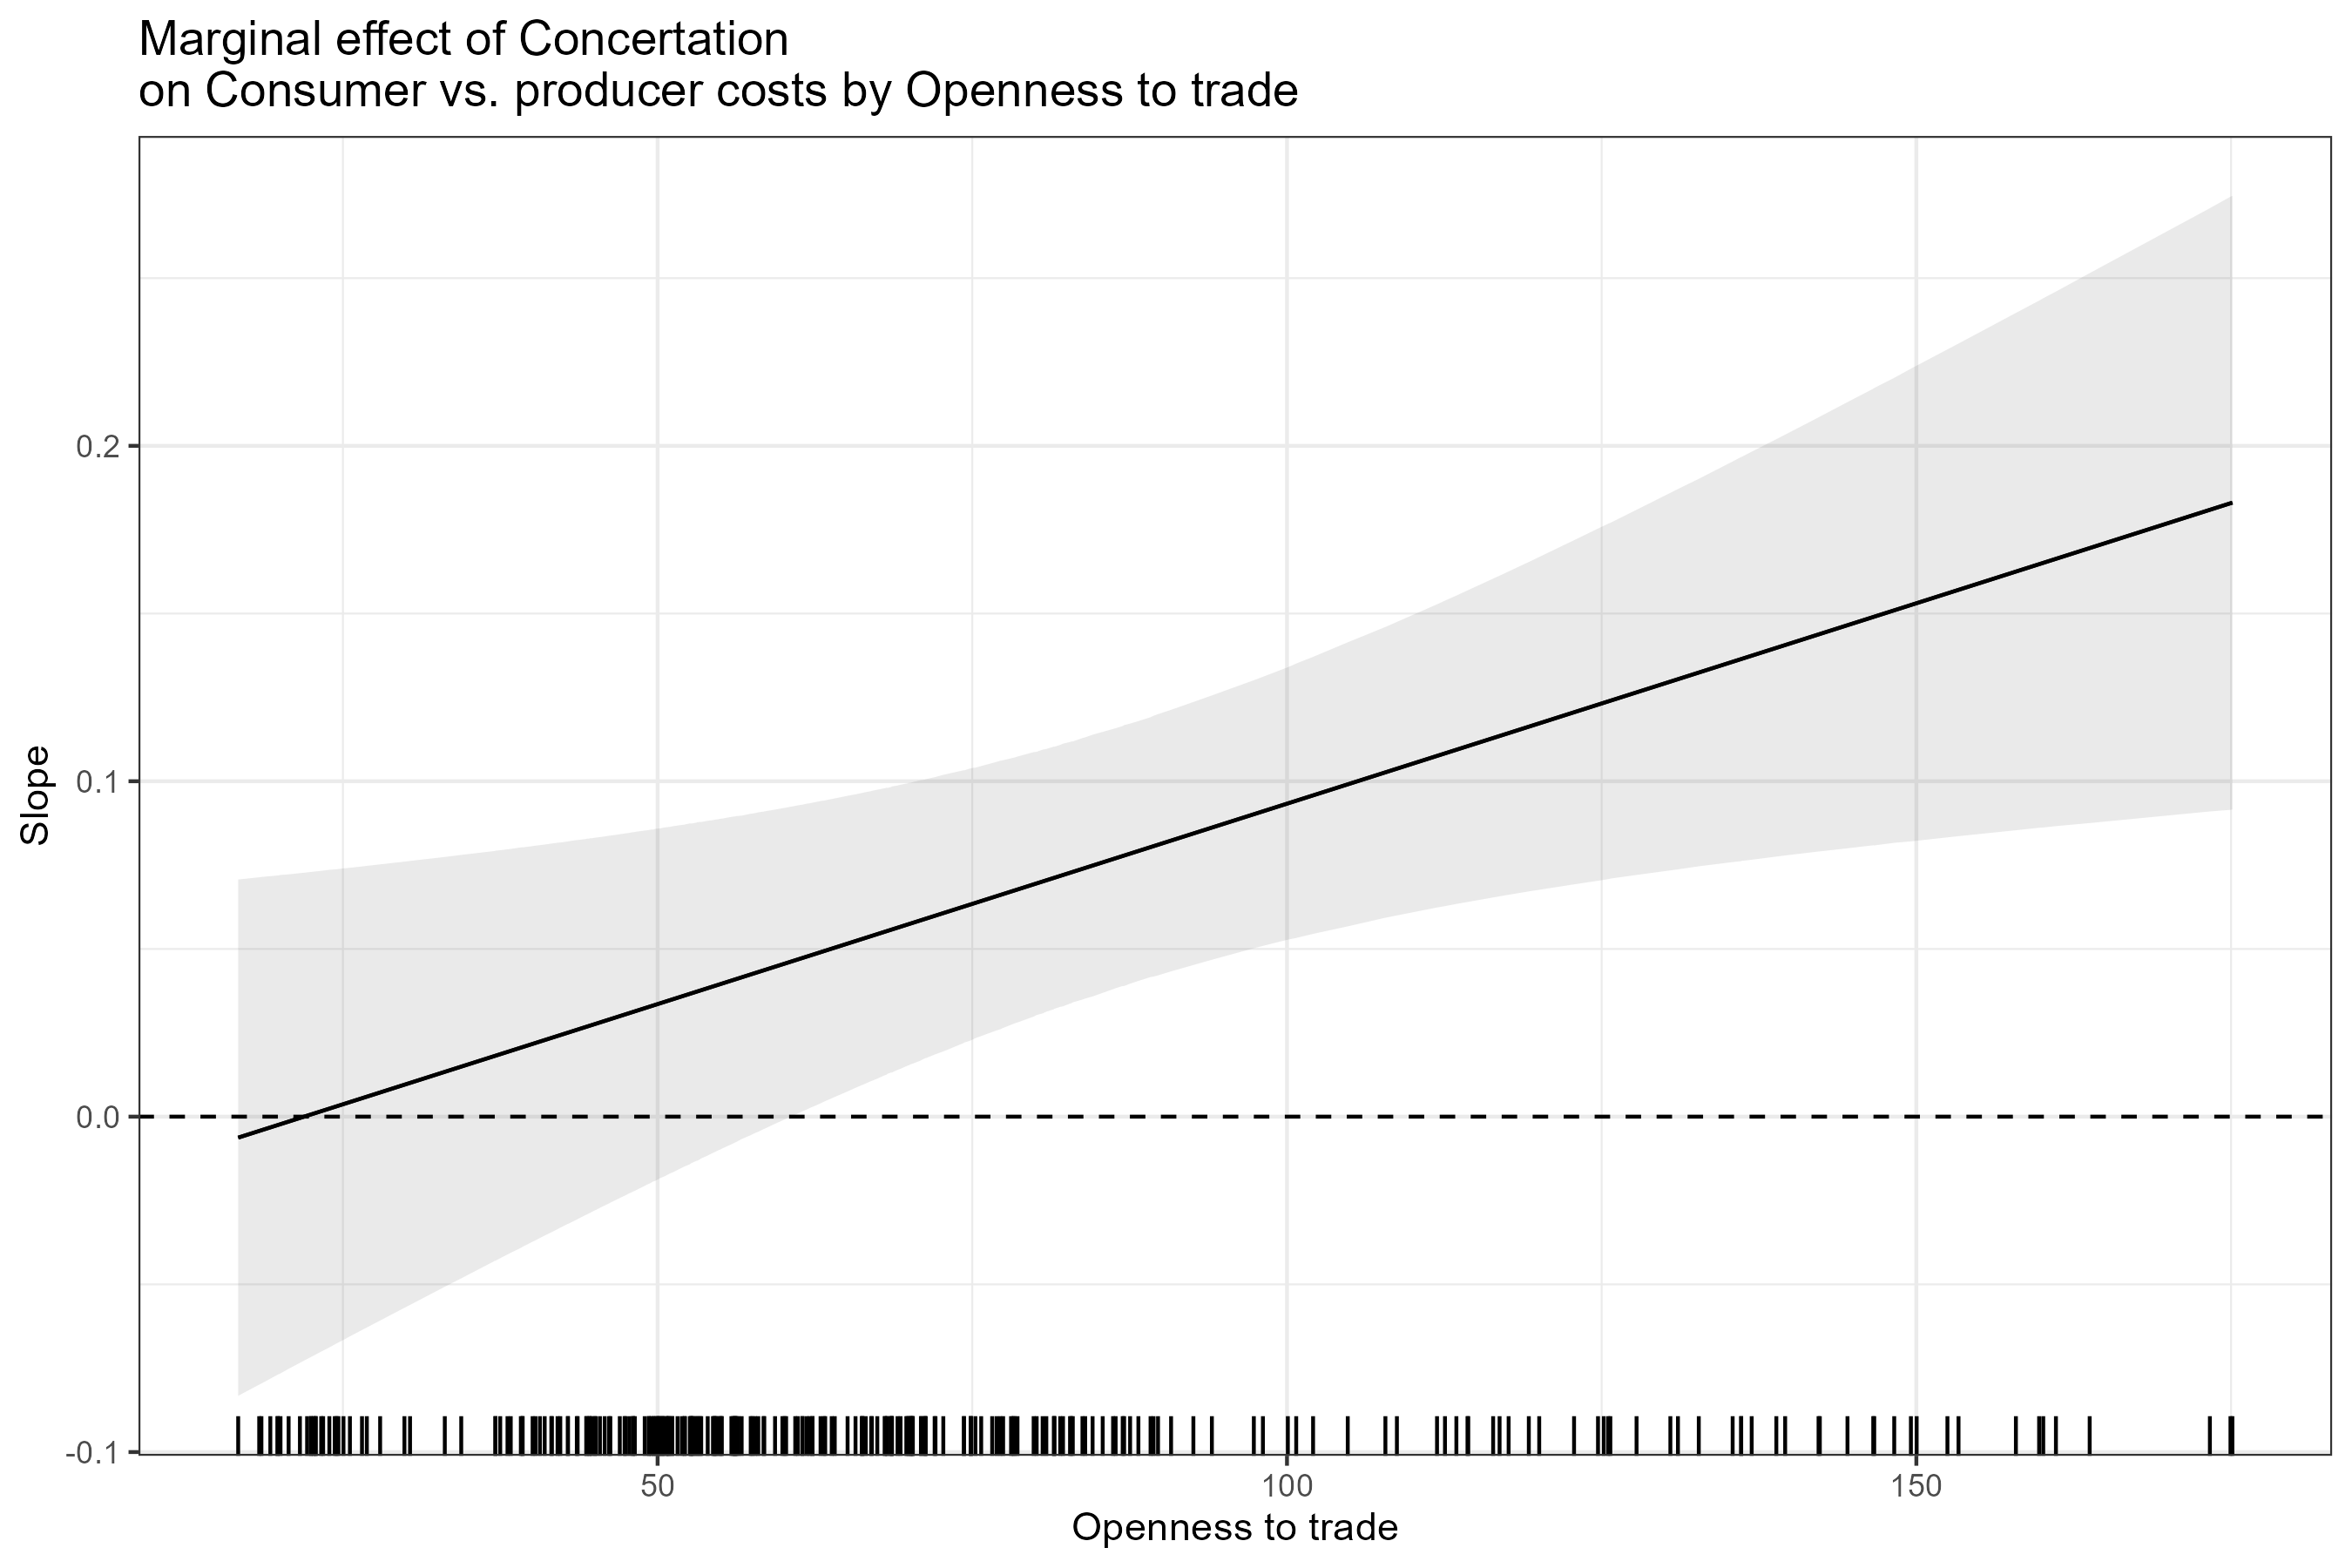 Marginal effect of Concertation
on Consumer vs. producer costs by Openness to trade
Slope
0.2
0.1
0.0
-0.1
50
100
150
Openness to trade